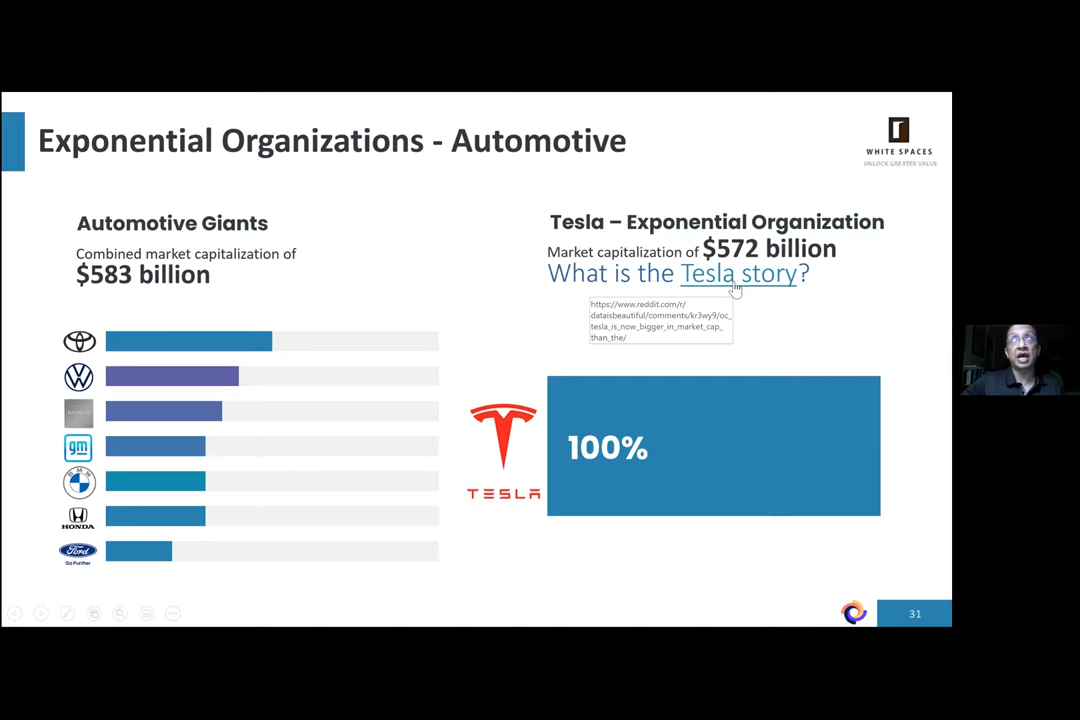 Exponential Organizations - Automotive
WHITE SPACES
UNLOCK GREATER VALUE
Automotive Giants
Combined market capitalization of
$583 billion
Tesla – Exponential Organization
Market capitalization of $572 billion
What is the Tesla story?
https://www.reddit.com/r/
dataisbeautiful/comments/kr3wy9/oc_
tesla_is_now_bigger_in_market_cap_
than_the/
gm
BMW
HONDA
Ford
Go Further
TESLA
100%
31